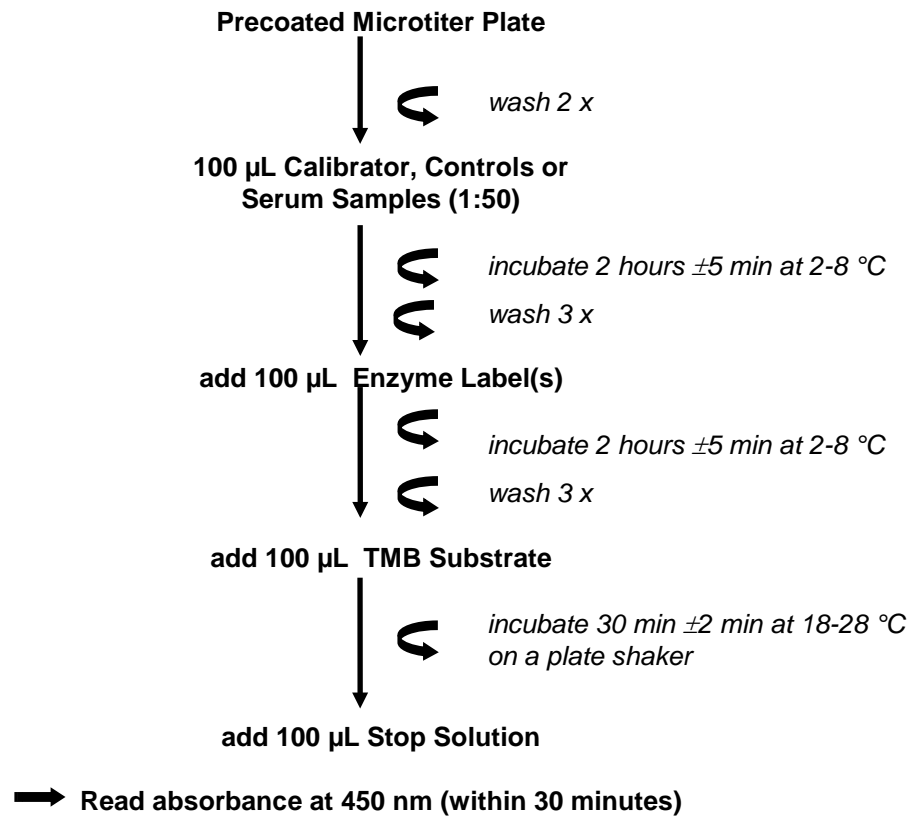 Precoated Microtiter Plate
wash 2 x
100 µL Calibrator, Controls or
Serum Samples (1:50)
incubate 2 hours ±5 min at 2-8 °C
wash 3 x
add 100 µL  Enzyme Label(s)
incubate 2 hours ±5 min at 2-8 °C
wash 3 x
add 100 µL  TMB Substrate
incubate 30 min ±2 min at 18-28 °C
on a plate shaker
add 100 µL Stop Solution
Read absorbance at 450 nm (within 30 minutes)